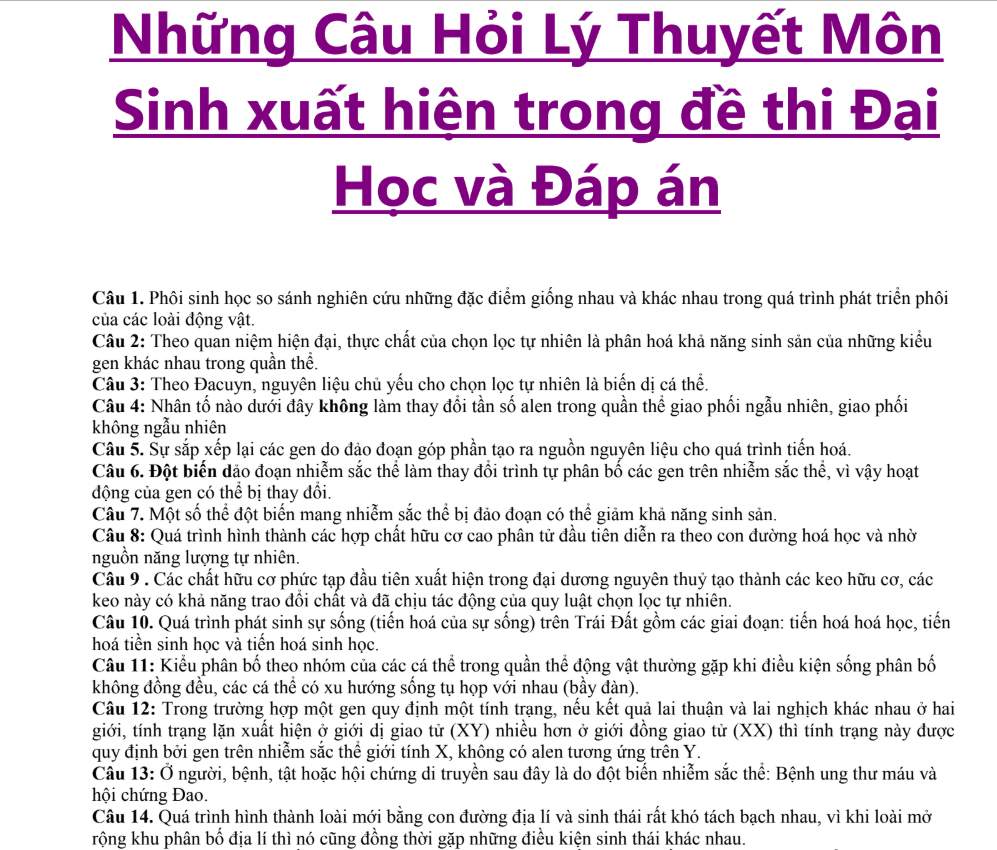 Những Câu Hỏi Lý Thuyết Môn
Sinh xuất hiện trong đề thi Đại
Học và Đáp án
Câu 1. Phôi sinh học so sánh nghiên cứu những đặc điểm giống nhau và khác nhau trong quá trình phát triển phôi
của các loài động vật.
Câu 2: Theo quan niệm hiện đại, thực chất của chọn lọc tự nhiên là phân hoá khả năng sinh sản của những kiểu
gen khác nhau trong quần thể.
Câu 3: Theo Đacuyn, nguyên liệu chủ yếu cho chọn lọc tự nhiên là biến dị cá thể.
Câu 4: Nhân tố nào dưới đây không làm thay đổi tần số alen trong quần thể giao phối ngẫu nhiên, giao phối
không ngẫu nhiên
Câu 5. Sự sắp xếp lại các gen do đảo đoạn góp phần tạo ra nguồn nguyên liệu cho quá trình tiến hoá.
Câu 6. Đột biến đảo đoạn nhiễm sắc thể làm thay đổi trình tự phân bố các gen trên nhiễm sắc thể, vì vậy hoạt
động của gen có thể bị thay đổi.
Câu 7. Một số thể đột biến mang nhiễm sắc thể bị đảo đoạn có thể giảm khả năng sinh sản.
Câu 8: Quá trình hình thành các hợp chất hữu cơ cao phân tử đầu tiên diễn ra theo con đường hoá học và nhờ
nguồn năng lượng tự nhiên.
Câu 9 . Các chất hữu cơ phức tạp đầu tiên xuất hiện trong đại dương nguyên thuỷ tạo thành các keo hữu cơ, các
keo này có khả năng trao đổi chất và đã chịu tác động của quy luật chọn lọc tự nhiên.
Câu 10. Quá trình phát sinh sự sống (tiến hoá của sự sống) trên Trái Đất gồm các giai đoạn: tiến hoá hoá học, tiến
hoá tiền sinh học và tiến hoá sinh học.
Câu 11: Kiểu phân bố theo nhóm của các cá thể trong quần thể động vật thường gặp khi điều kiện sống phân bố
không đồng đều, các cá thể có xu hướng sống tụ họp với nhau (bầy đàn).
Câu 12: Trong trường hợp một gen quy định một tính trạng, nếu kết quả lai thuận và lai nghịch khác nhau ở hai
giới, tính trạng lặn xuất hiện ở giới dị giao tử (XY) nhiều hơn ở giới đồng giao tử (XX) thì tính trạng này được
quy định bởi gen trên nhiễm sắc thể giới tính X, không có alen tương ứng trên Y.
Câu 13: Ở người, bệnh, tật hoặc hội chứng di truyền sau đây là do đột biến nhiễm sắc thể: Bệnh ung thư máu và
hội chứng Đao.
Câu 14. Quá trình hình thành loài mới bằng con đường địa lí và sinh thái rất khó tách bạch nhau, vì khi loài mở
rộng khu phân bố địa lí thì nó cũng đồng thời gặp những điều kiện sinh thái khác nhau.